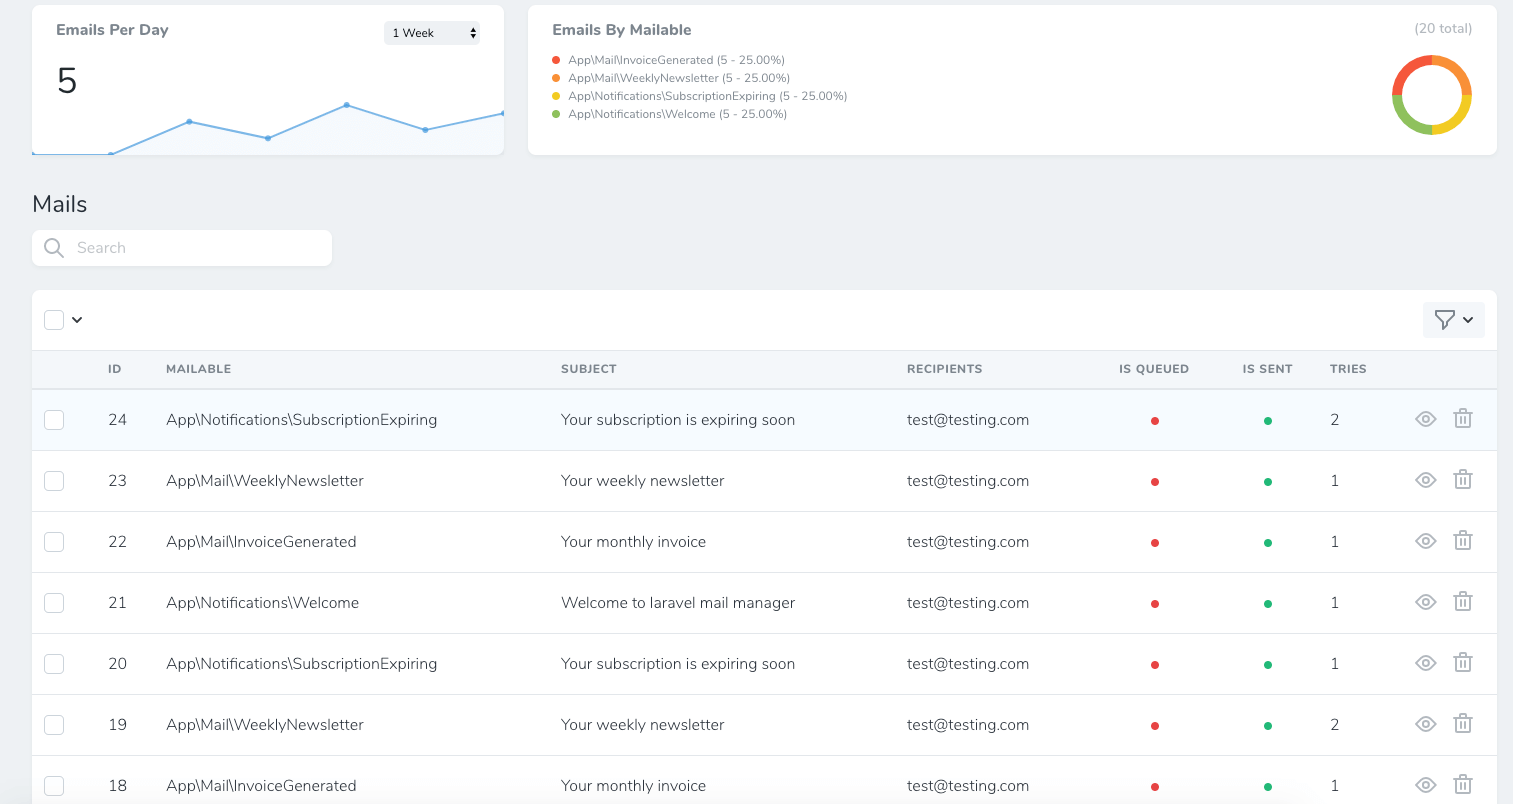 Emails Per Day
1 Week
5
Emails By Mailable
(20 total)
App\Mail\InvoiceGenerated (5 - 25.00%)
App\Mail\WeeklyNewsletter (5 - 25.00%)
App\Notifications\SubscriptionExpiring (5 - 25.00%)
App\Notifications\Welcome (5 - 25.00%)
Mails
Search
ID MAILABLE SUBJECT RECIPIENTS IS QUEUED IS SENT TRIES
24 App\Notifications\SubscriptionExpiring Your subscription is expiring soon test@testing.com 2
23 App\Mail\WeeklyNewsletter Your weekly newsletter test@testing.com 1
22 App\Mail\InvoiceGenerated Your monthly invoice test@testing.com 1
21 App\Notifications\Welcome Welcome to laravel mail manager test@testing.com 1
20 App\Notifications\SubscriptionExpiring Your subscription is expiring soon test@testing.com 1
19 App\Mail\WeeklyNewsletter Your weekly newsletter test@testing.com 2
18 App\Mail\InvoiceGenerated Your monthly invoice test@testing.com 1